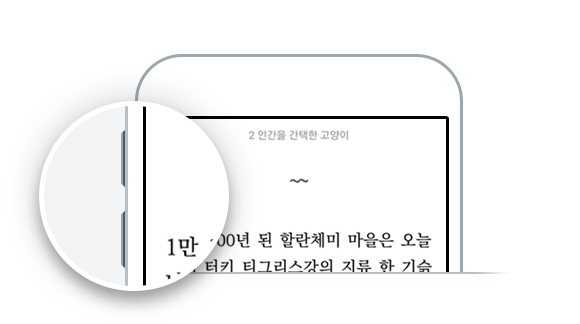 2 인간을 간택한 고양이
1만 00년 된 할란체미 마을은 오늘
터키 티그리스강의 지류 한 기슭